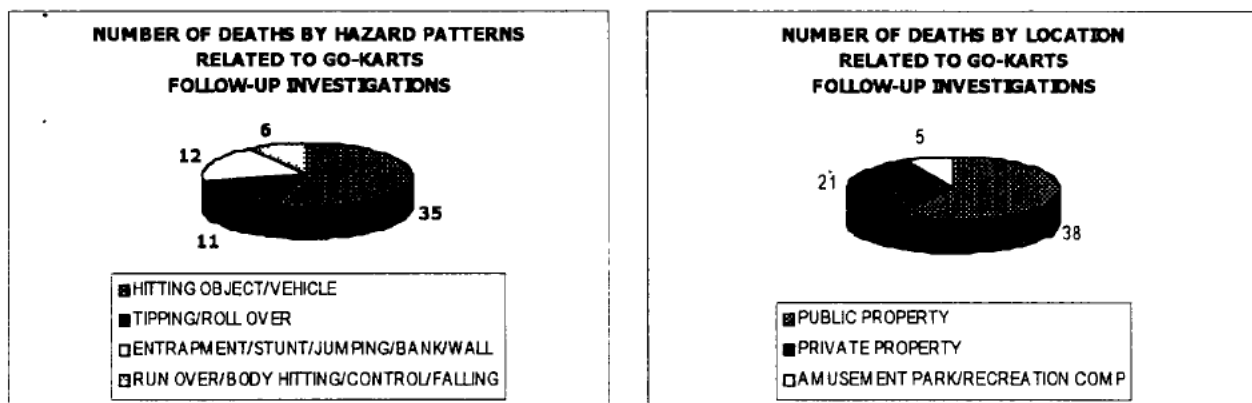 NUMBER OF DEATHS BY HAZARD PATTERNS
RELATED TO GO-KARTS
FOLLOW-UP INVESTIGATIONS
6
12
35
11
HITTING OBJECT/VEHICLE
TIPPING/ROLL OVER
ENTRAPMENT/STUNT/JUMPING/BANK/WALL
RUN OVER/BODY HITTING/CONTROL/FALLING
NUMBER OF DEATHS BY LOCATION
RELATED TO GO-KARTS
FOLLOW-UP INVESTIGATIONS
5
21
38
PUBLIC PROPERTY
PRIVATE PROPERTY
AMUSEMENT PARK/RECREATION COMP